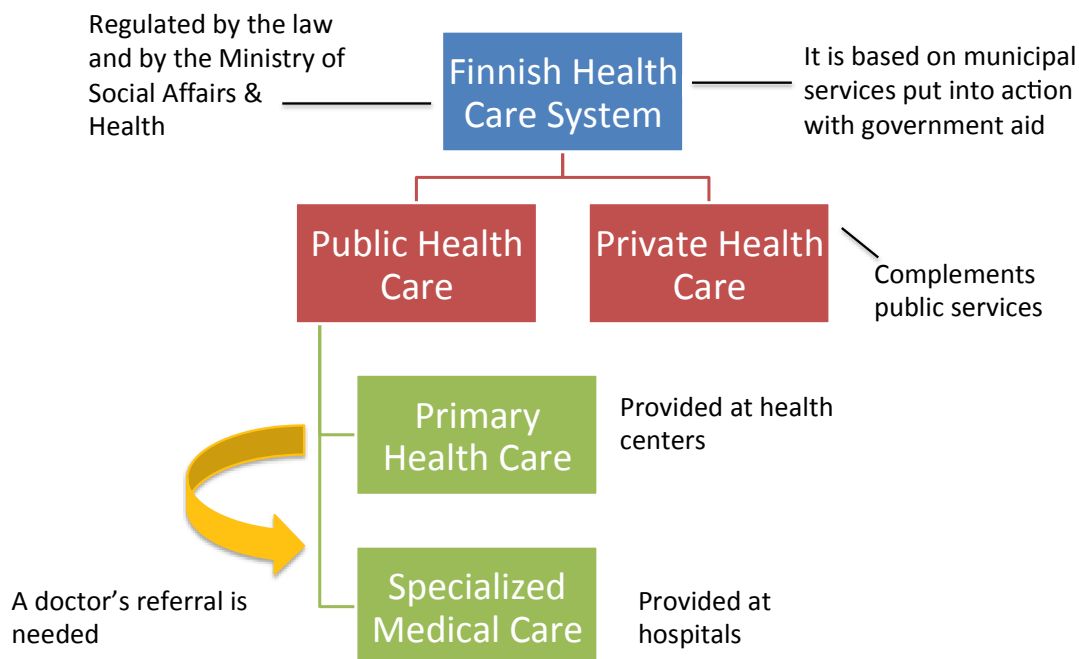 Regulated by the law
and by the Ministry of
Social Affairs &
Health
Finnish Health
Care System
It is based on municipal
services put into action
with government aid
Public Health
Care
Private Health
Care
Complements
public services
Primary
Health Care
Provided at health
centers
A doctor’s referral is
needed
Specialized
Medical Care
Provided at
hospitals